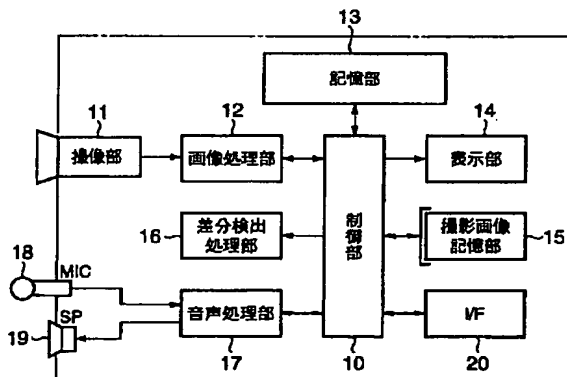 13
記憶部
11
12
14
撮像部
画像処理部
表示部
16
差分検出
処理部
制御部
撮影画像
記憶部
15
18
MIC
SP
19
音声処理部
I/F
17
10
20